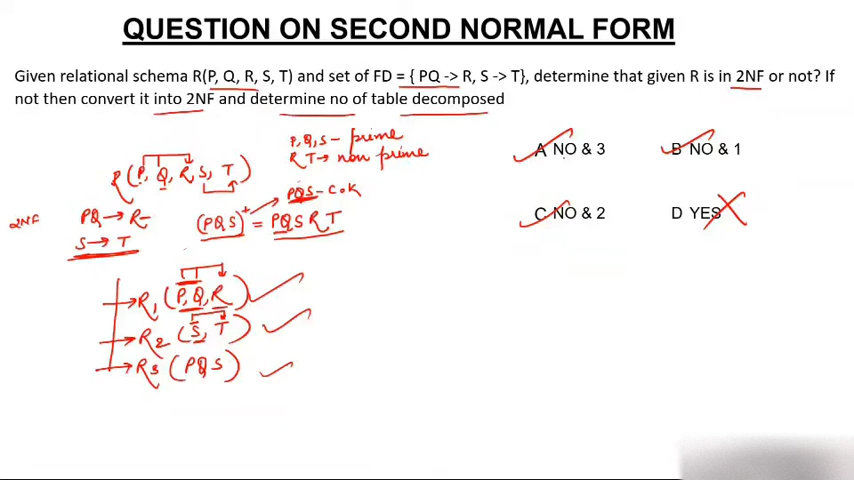 QUESTION ON SECOND NORMAL FORM
Given relational schema R(P, Q, R, S, T) and set of FD = { PQ -> R, S -> T}, determine that given R is in 2NF or not? If
not then convert it into 2NF and determine no of table decomposed
P, Q, S - prime
R T → non prime
A NO & 3
B NO & 1
R(P, Q, R S, T)
PQS - C·K
2NF
PQ → R
(PQS)+ = PQSRT
C NO & 2
D YES
S → T
R1 (P, Q, R)
R2 (S, T)
R3 (PQS)